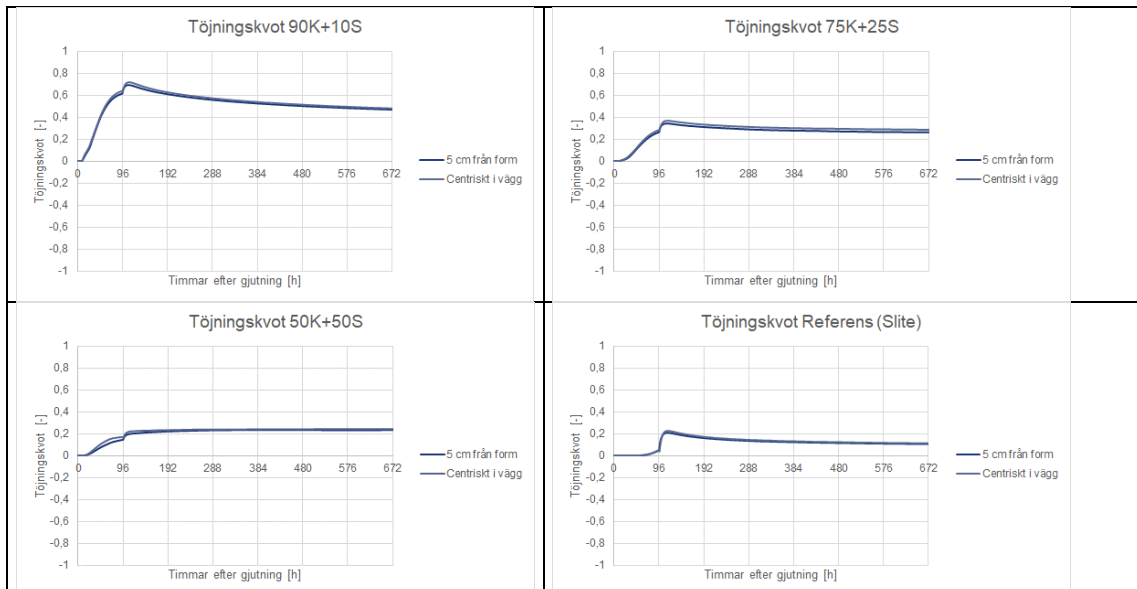 Töjningskvot 90K+10S
1
0,8
0,6
0,4
0,2
0
-0,2
-0,4
-0,6
-0,8
-1
0 96 192 288 384 480 576 672
Töjningskvot [-]
Timmar efter gjutning [h]
5 cm från form
Centriskt i vägg
Töjningskvot 75K+25S
1
0,8
0,6
0,4
0,2
0
-0,2
-0,4
-0,6
-0,8
-1
0 96 192 288 384 480 576 672
Töjningskvot [-]
Timmar efter gjutning [h]
5 cm från form
Centriskt i vägg
Töjningskvot 50K+50S
1
0,8
0,6
0,4
0,2
0
-0,2
-0,4
-0,6
-0,8
-1
0 96 192 288 384 480 576 672
Töjningskvot [-]
Timmar efter gjutning [h]
5 cm från form
Centriskt i vägg
Töjningskvot Referens (Slite)
1
0,8
0,6
0,4
0,2
0
-0,2
-0,4
-0,6
-0,8
-1
0 96 192 288 384 480 576 672
Töjningskvot [-]
Timmar efter gjutning [h]
5 cm från form
Centriskt i vägg